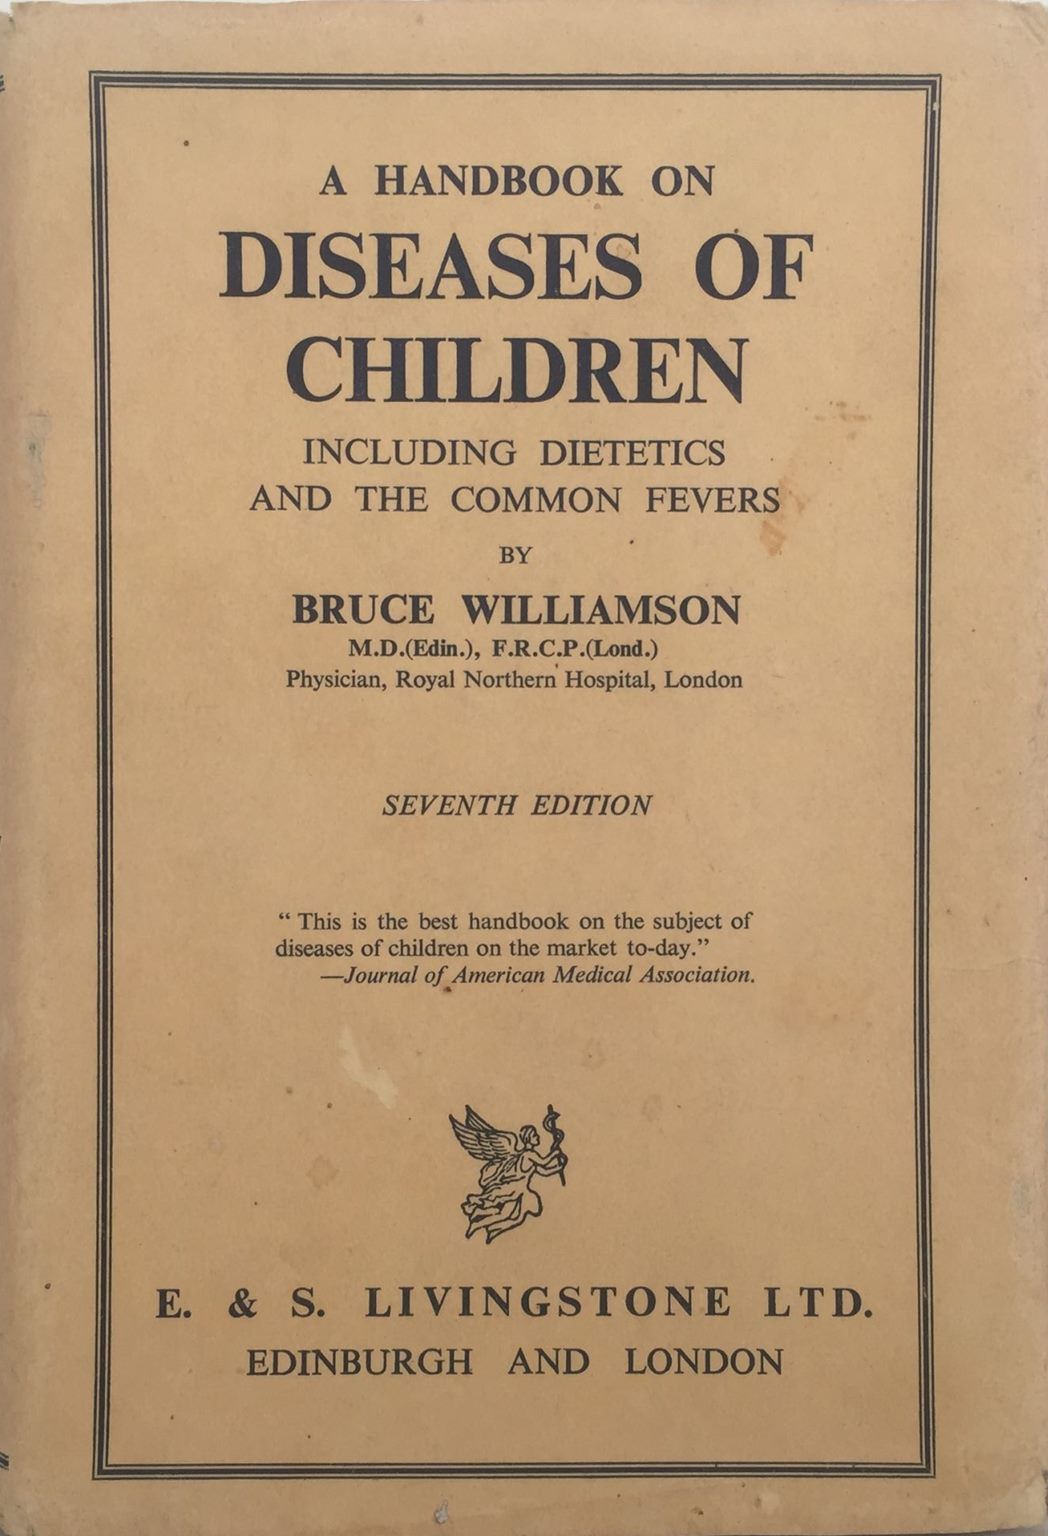 A HANDBOOK ON
DISEASES OF
CHILDREN
INCLUDING DIETETICS
AND THE COMMON FEVERS
BY
BRUCE WILLIAMSON
M.D.(Edin.), F.R.C.P.(Lond.)
Physician, Royal Northern Hospital, London
SEVENTH EDITION
“ This is the best handbook on the subject of
diseases of children on the market to-day.”
—Journal of American Medical Association.
E. & S. LIVINGSTONE LTD.
EDINBURGH AND LONDON